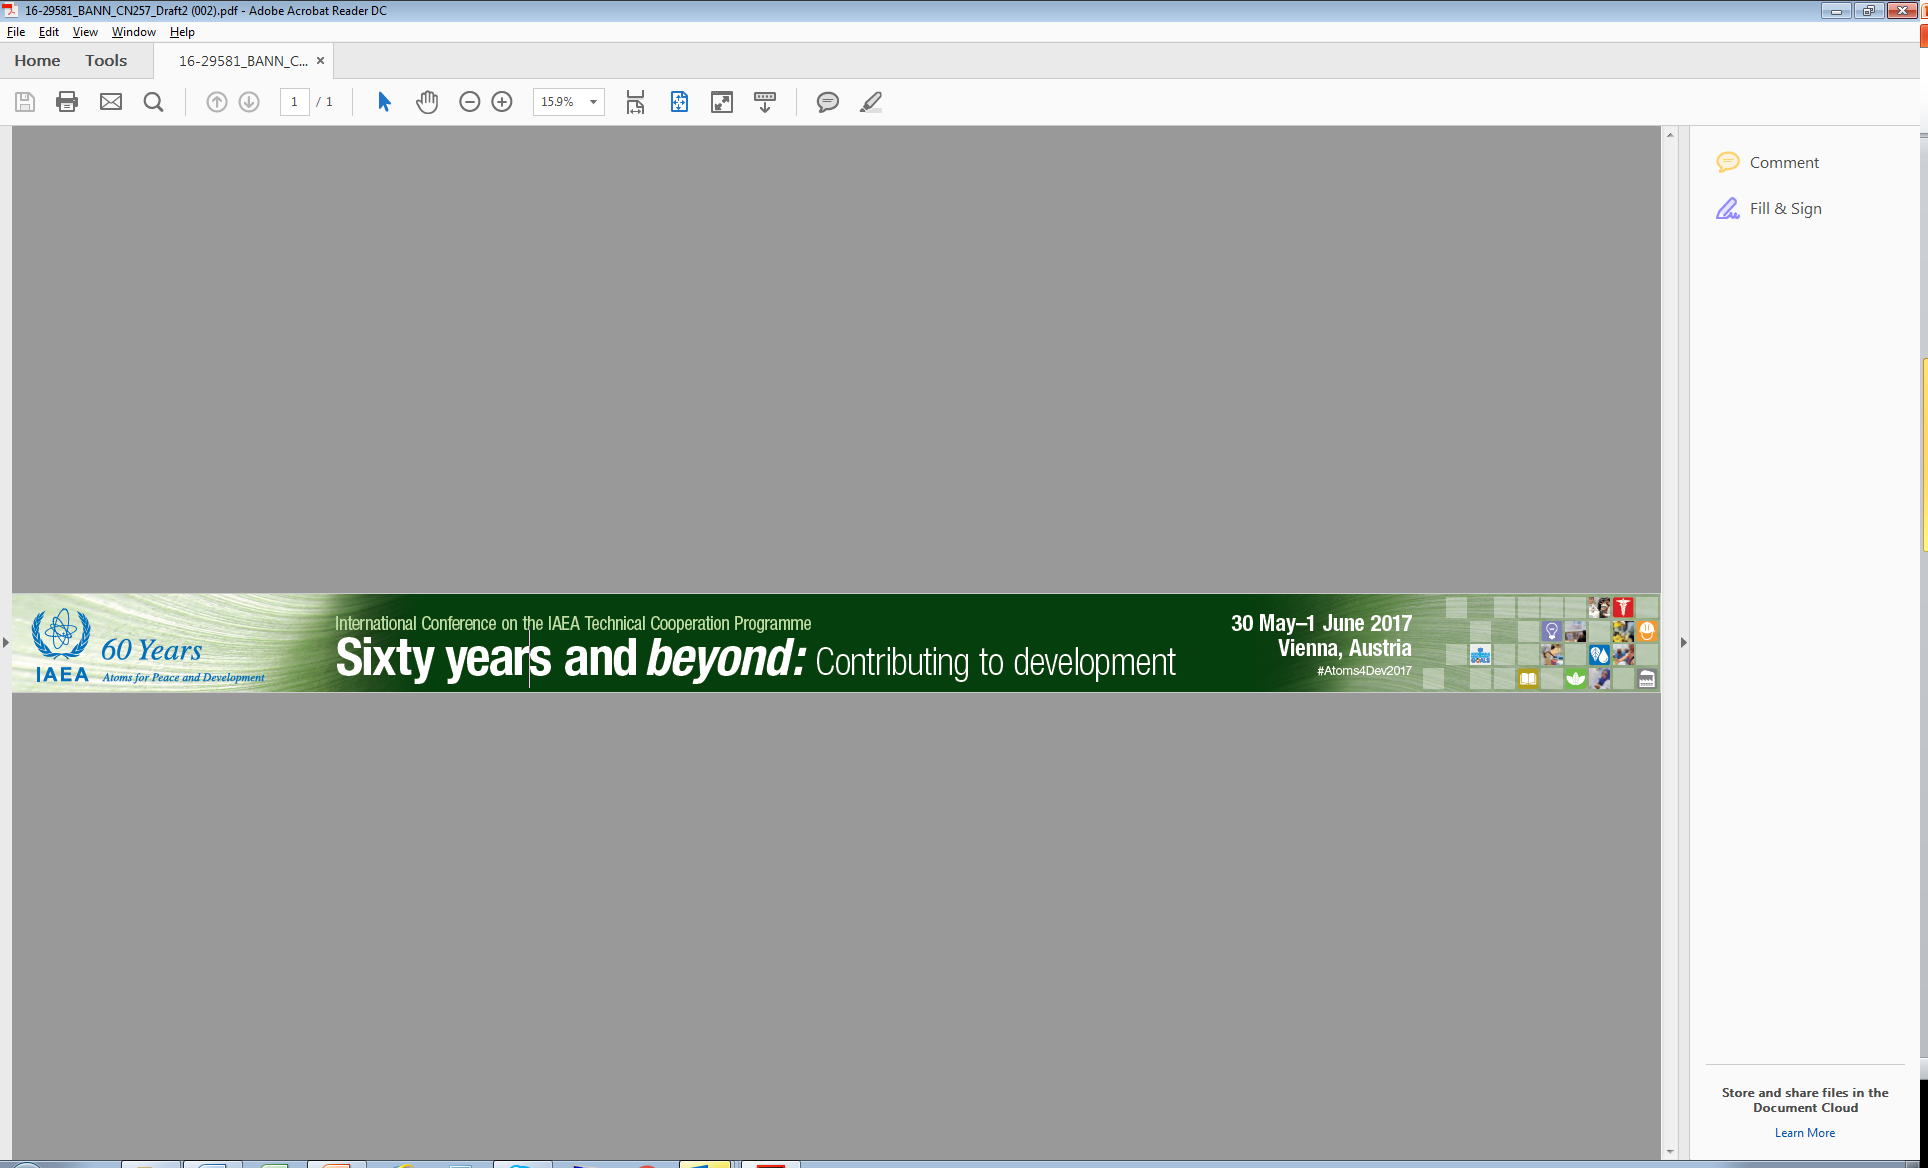 16-29581_BANN_CN257_Draft2 (002).pdf - Adobe Acrobat Reader DC
File Edit View Window Help
Home Tools 16-29581_BANN_C...
1 / 1 15.9%
Comment
Fill & Sign
IAEA
60 Years
Atoms for Peace and Development
International Conference on the IAEA Technical Cooperation Programme
Sixty years and beyond: Contributing to development
30 May–1 June 2017
Vienna, Austria
#Atoms4Dev2017
Store and share files in the
Document Cloud
Learn More